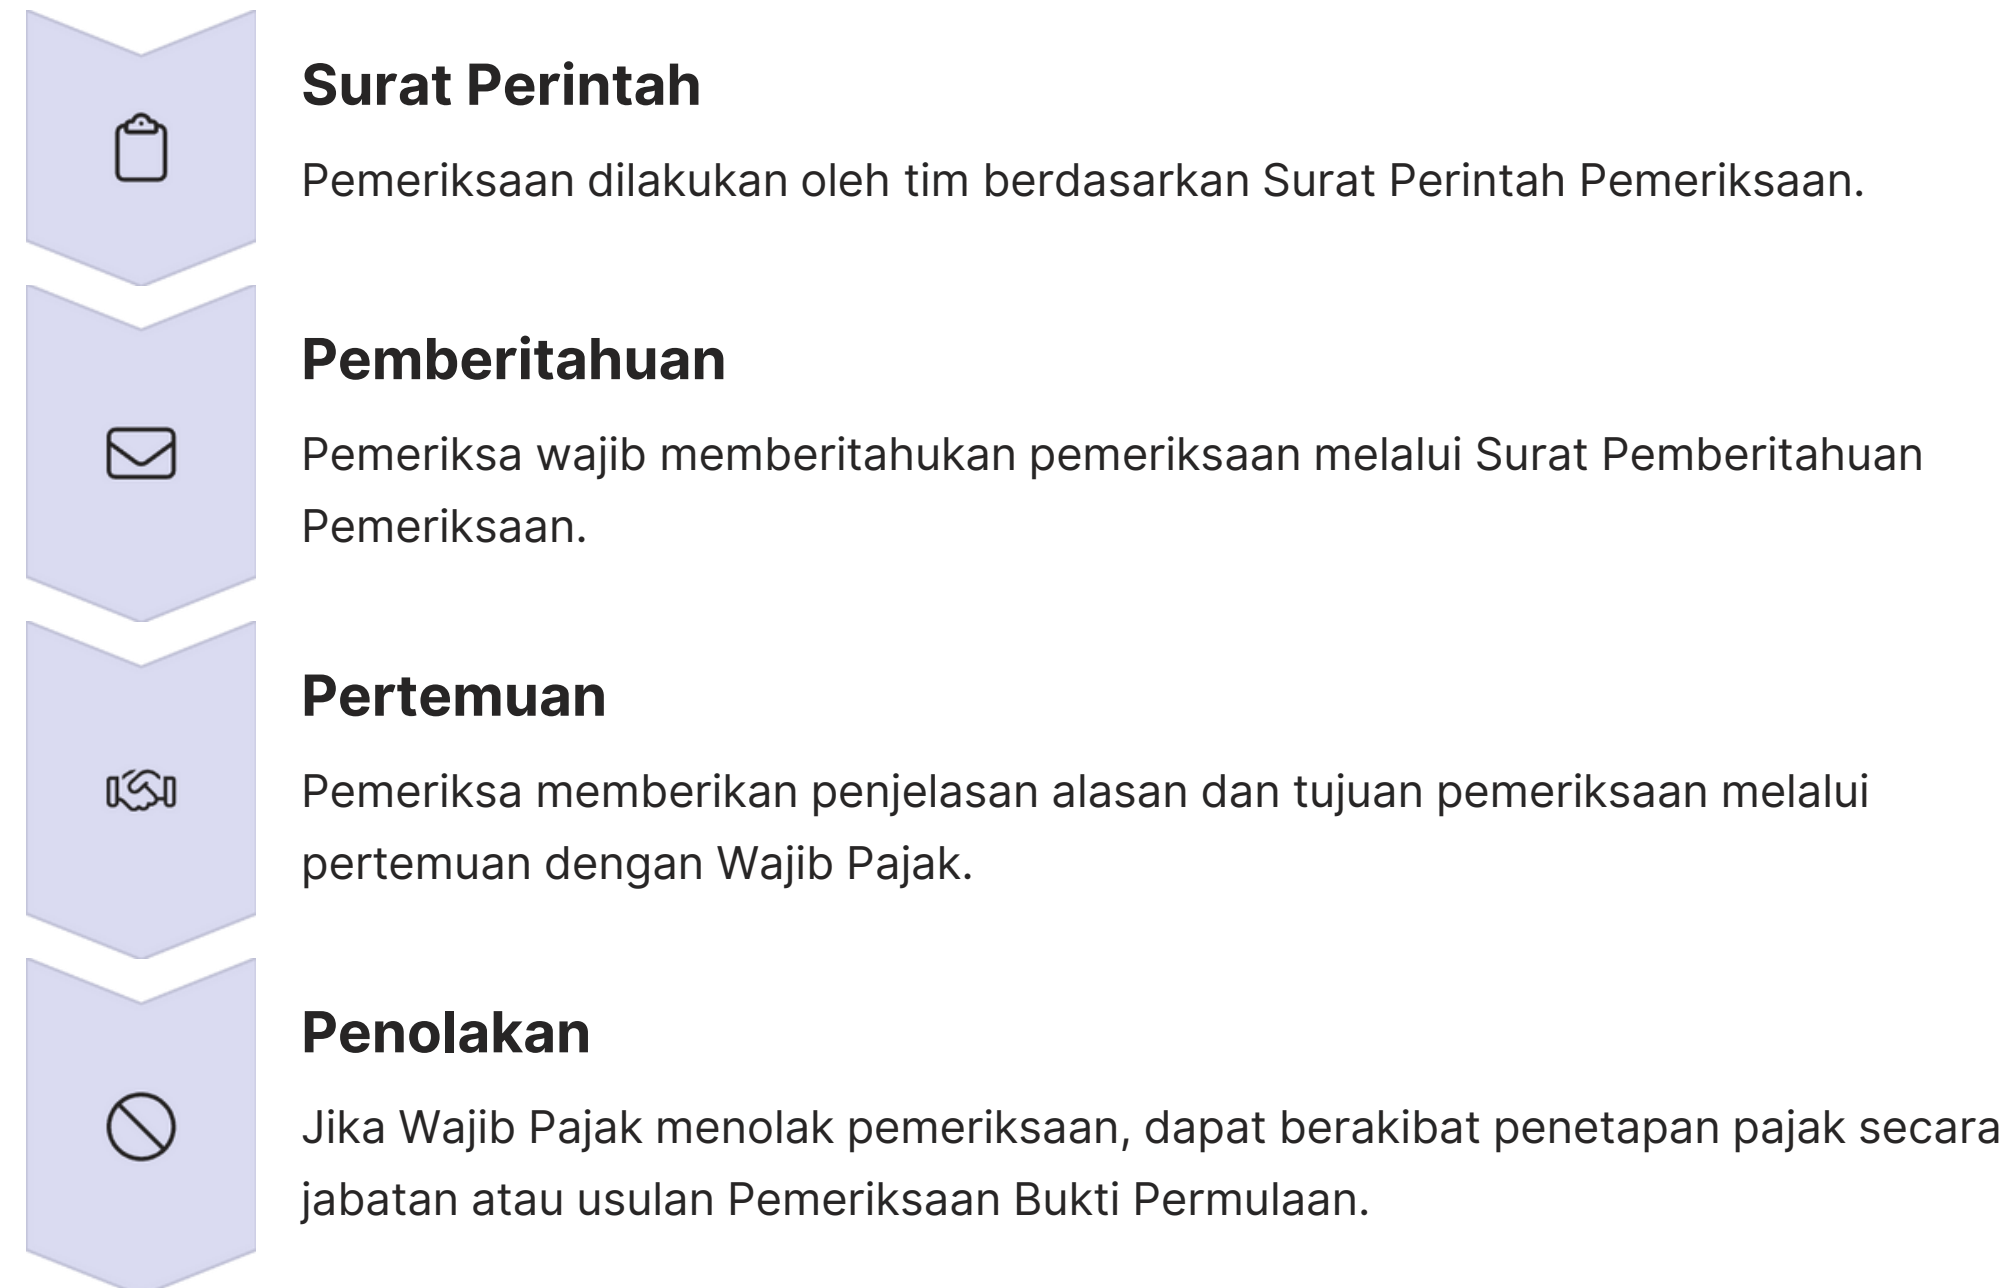 Surat Perintah
Pemeriksaan dilakukan oleh tim berdasarkan Surat Perintah Pemeriksaan.
Pemberitahuan
Pemeriksa wajib memberitahukan pemeriksaan melalui Surat Pemberitahuan
Pemeriksaan.
Pertemuan
Pemeriksa memberikan penjelasan alasan dan tujuan pemeriksaan melalui
pertemuan dengan Wajib Pajak.
Penolakan
Jika Wajib Pajak menolak pemeriksaan, dapat berakibat penetapan pajak secara
jabatan atau usulan Pemeriksaan Bukti Permulaan.